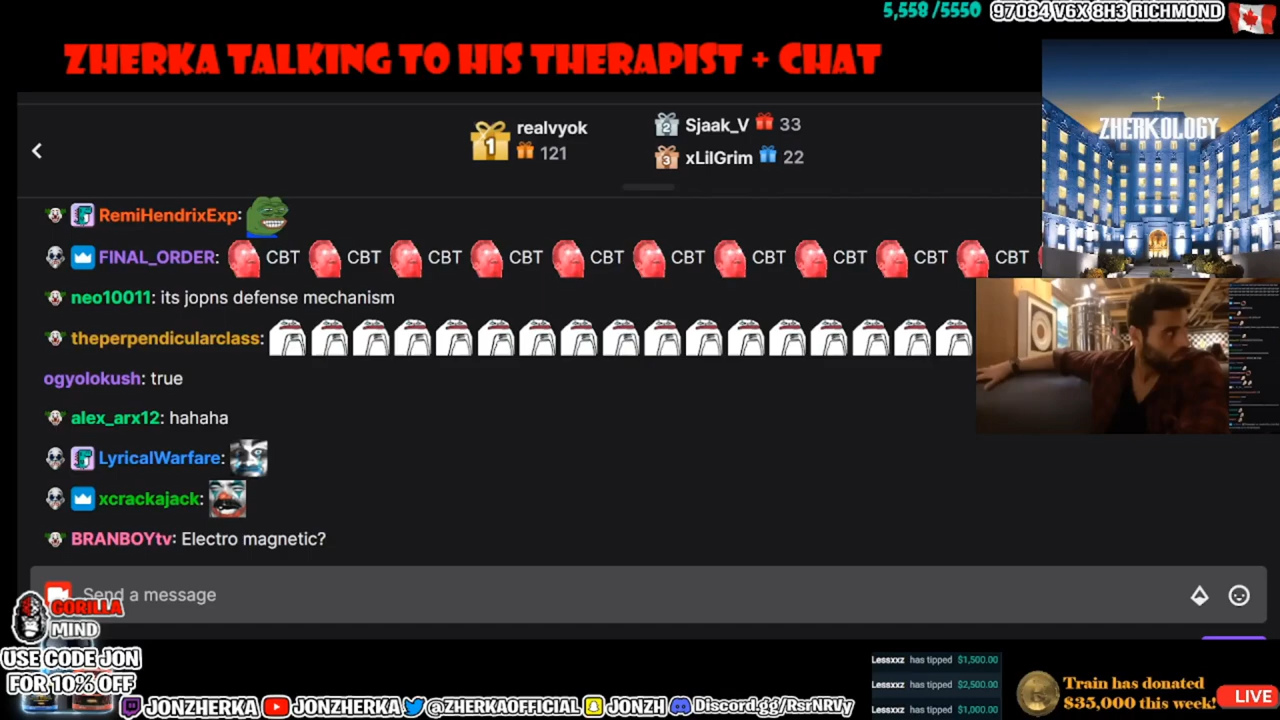 5,558 /5550
97084 V6X 8H3 RICHMOND
ZHERKA TALKING TO HIS THERAPIST + CHAT
1 realvyok
121
2 Sjaak_V 33
3 xLilGrim 22
ZHERKOLOGY
RemiHendrixExp:
FINAL_ORDER: CBT CBT CBT CBT CBT CBT CBT CBT CBT CBT
neo10011: its jopns defense mechanism
theperpendicularclass:
ogyolokush: true
alex_arx12: hahaha
LyricalWarfare:
xcrackajack:
BRANBOYtv: Electro magnetic?
Send a message
GORILLA
MIND
USE CODE JON
FOR 10% OFF
JONZHERKA JONZHERKA @ZHERKAOFFICIAL JONZH Discord.gg/RsrNRVy
Lessxxz has tipped $1,500.00
Lessxxz has tipped $2,500.00
Lessxxz has tipped $1,000.00
Train has donated
$35,000 this week!
LIVE